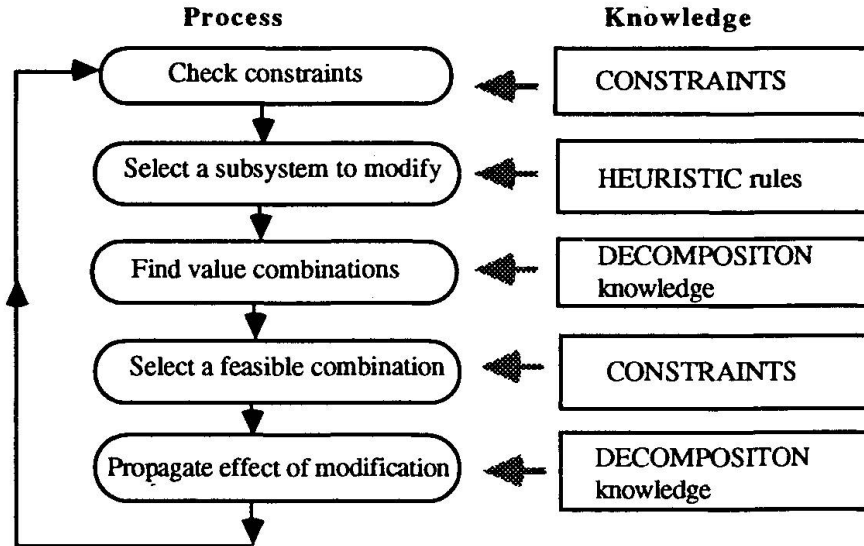 Process
Knowledge
Check constraints
CONSTRAINTS
Select a subsystem to modify
HEURISTIC rules
Find value combinations
DECOMPOSITON
knowledge
Select a feasible combination
CONSTRAINTS
Propagate effect of modification
DECOMPOSITON
knowledge